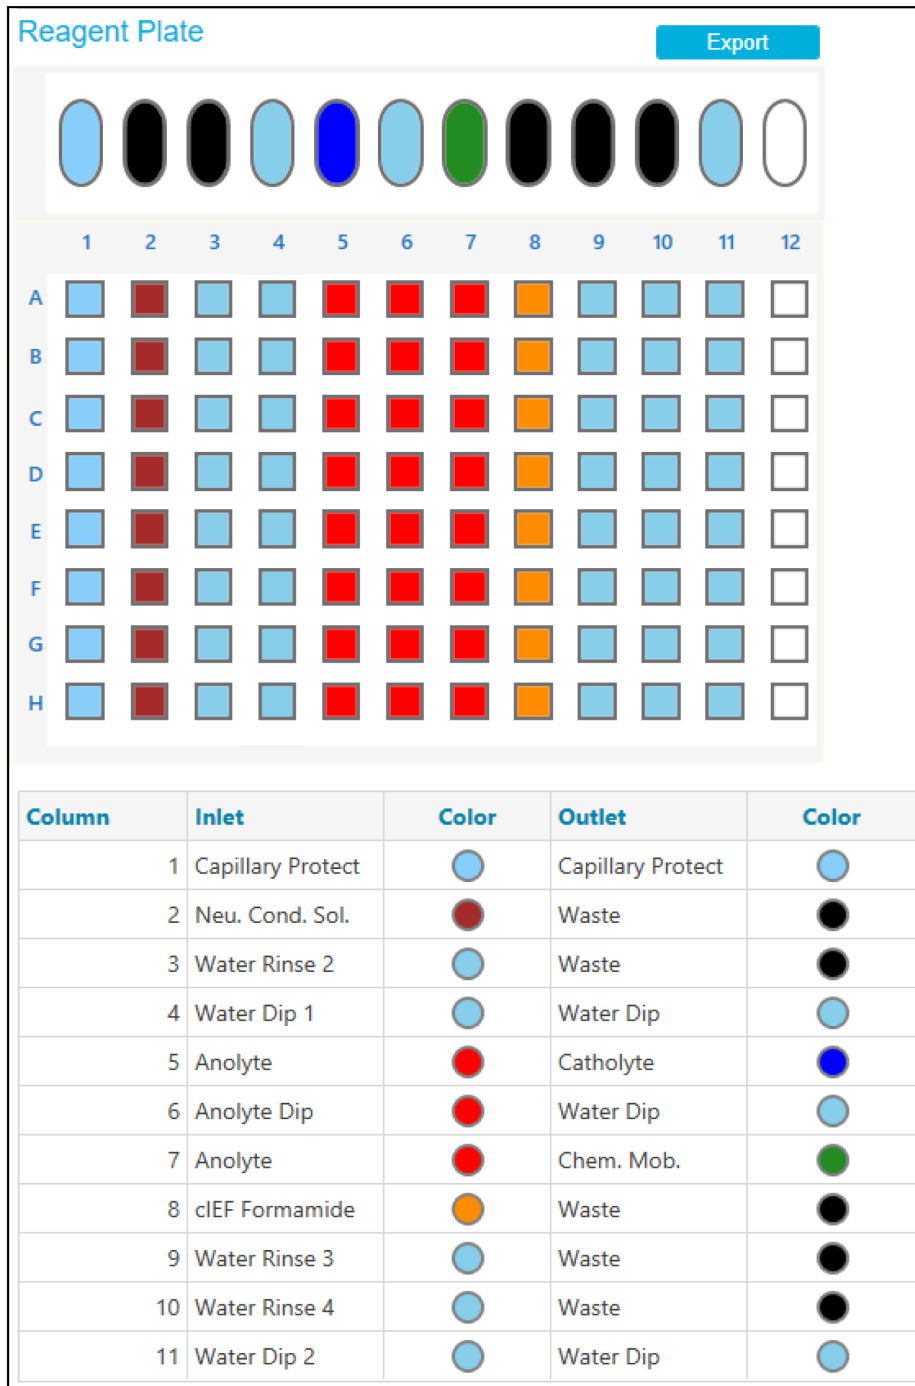 Reagent Plate
Export
1 2 3 4 5 6 7 8 9 10 11 12
A
B
C
D
E
F
G
H
Column Inlet Color Outlet Color
1 Capillary Protect Capillary Protect
2 Neu. Cond. Sol. Waste
3 Water Rinse 2 Waste
4 Water Dip 1 Water Dip
5 Anolyte Catholyte
6 Anolyte Dip Water Dip
7 Anolyte Chem. Mob.
8 cIEF Formamide Waste
9 Water Rinse 3 Waste
10 Water Rinse 4 Waste
11 Water Dip 2 Water Dip